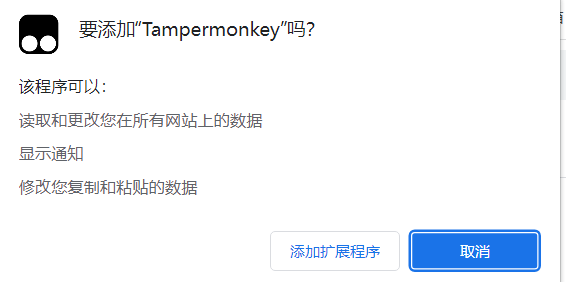 要添加“Tampermonkey”吗？
该程序可以：
读取和更改您在所有网站上的数据
显示通知
修改您复制和粘贴的数据
添加扩展程序
取消